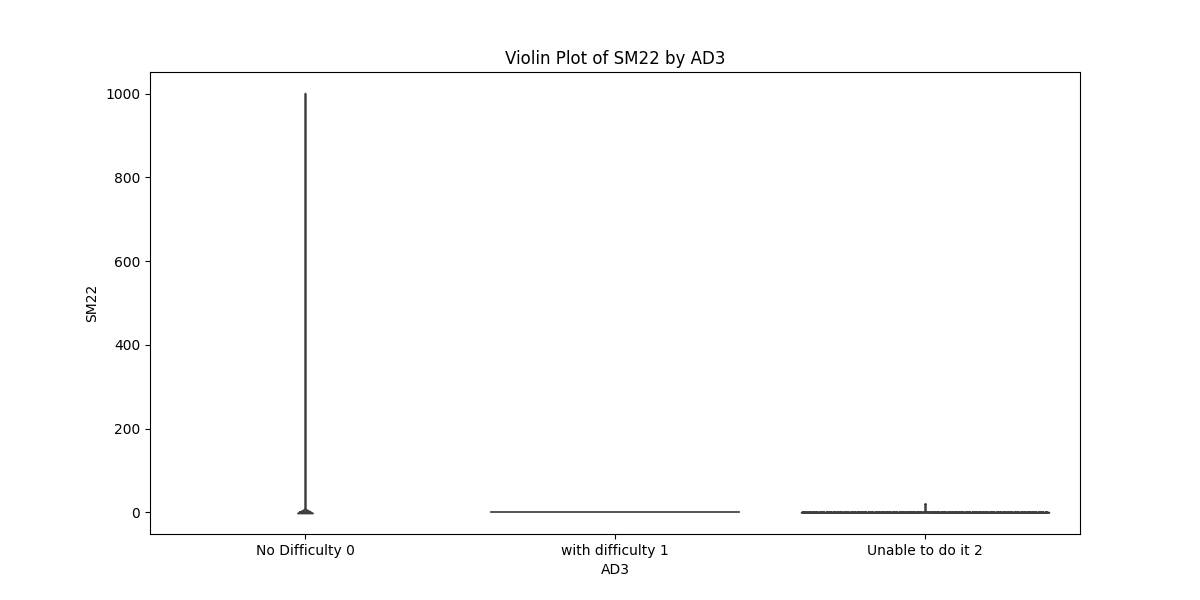 Violin Plot of SM22 by AD3
1000
800
600
400
200
0
SM22
No Difficulty 0
with difficulty 1
Unable to do it 2
AD3